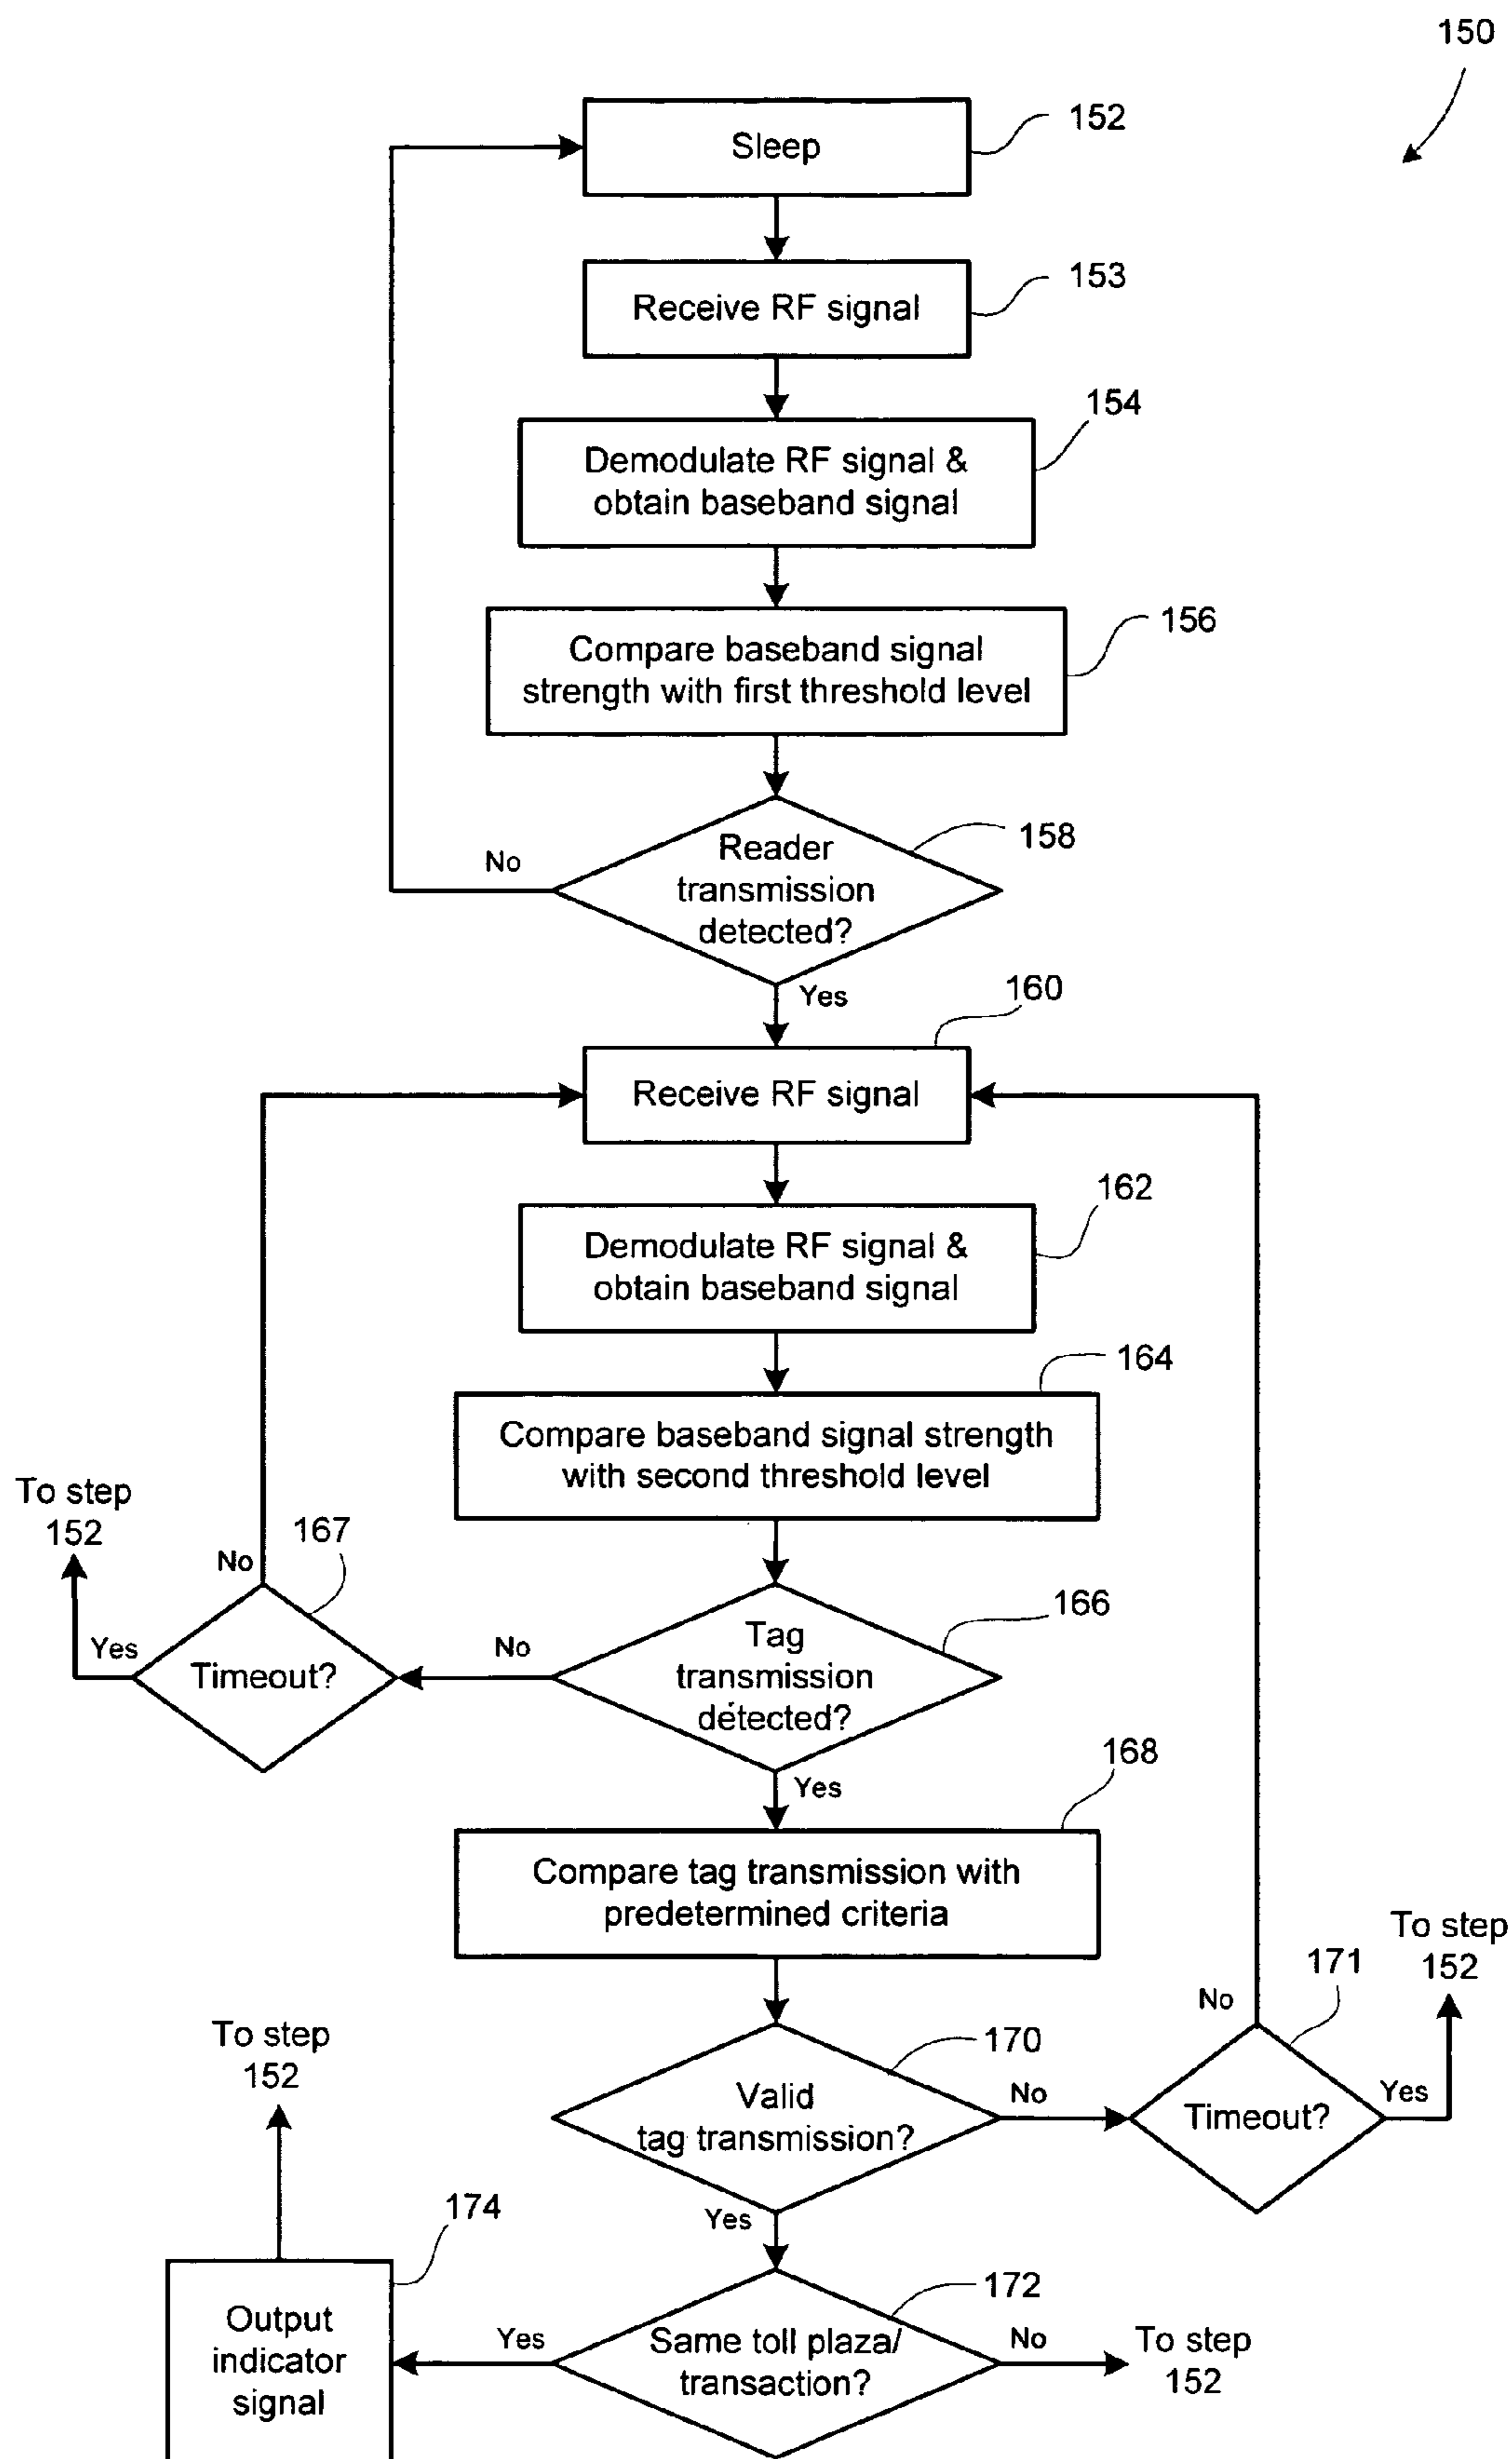 150
Sleep
152
Receive RF signal
153
Demodulate RF signal &
obtain baseband signal
154
Compare baseband signal
strength with first threshold level
156
Reader
transmission
detected?
158
No
Yes
160
Receive RF signal
Demodulate RF signal &
obtain baseband signal
162
Compare baseband signal strength
with second threshold level
164
To step
152
167
No
Yes
Timeout?
No
Tag
transmission
detected?
166
Yes
168
Compare tag transmission with
predetermined criteria
To step
152
171
No
Yes
Timeout?
Valid
tag transmission?
170
No
Yes
To step
152
174
Output
indicator
signal
Yes
Same toll plaza/
transaction?
172
No
To step
152